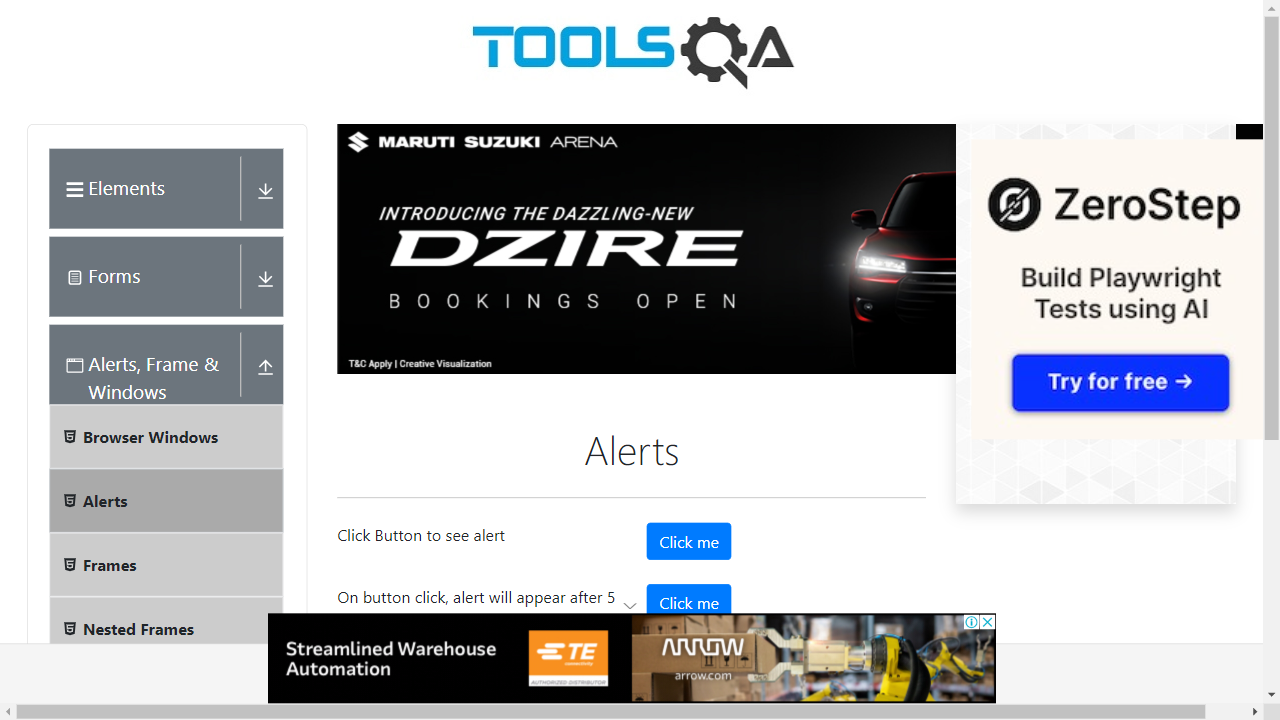 TOOLSQA
Elements
Forms
Alerts, Frame &
Windows
Browser Windows
Alerts
Frames
Nested Frames
MARUTI SUZUKI ARENA
INTRODUCING THE DAZZLING-NEW
DZIRE
BOOKINGS OPEN
T&C Apply | Creative Visualization
ZeroStep
Build Playwright
Tests using AI
Try for free →
Alerts
Click Button to see alert
Click me
On button click, alert will appear after 5
Click me
Streamlined Warehouse
Automation
TE
connectivity
AUTHORIZED DISTRIBUTOR
ARROW
arrow.com